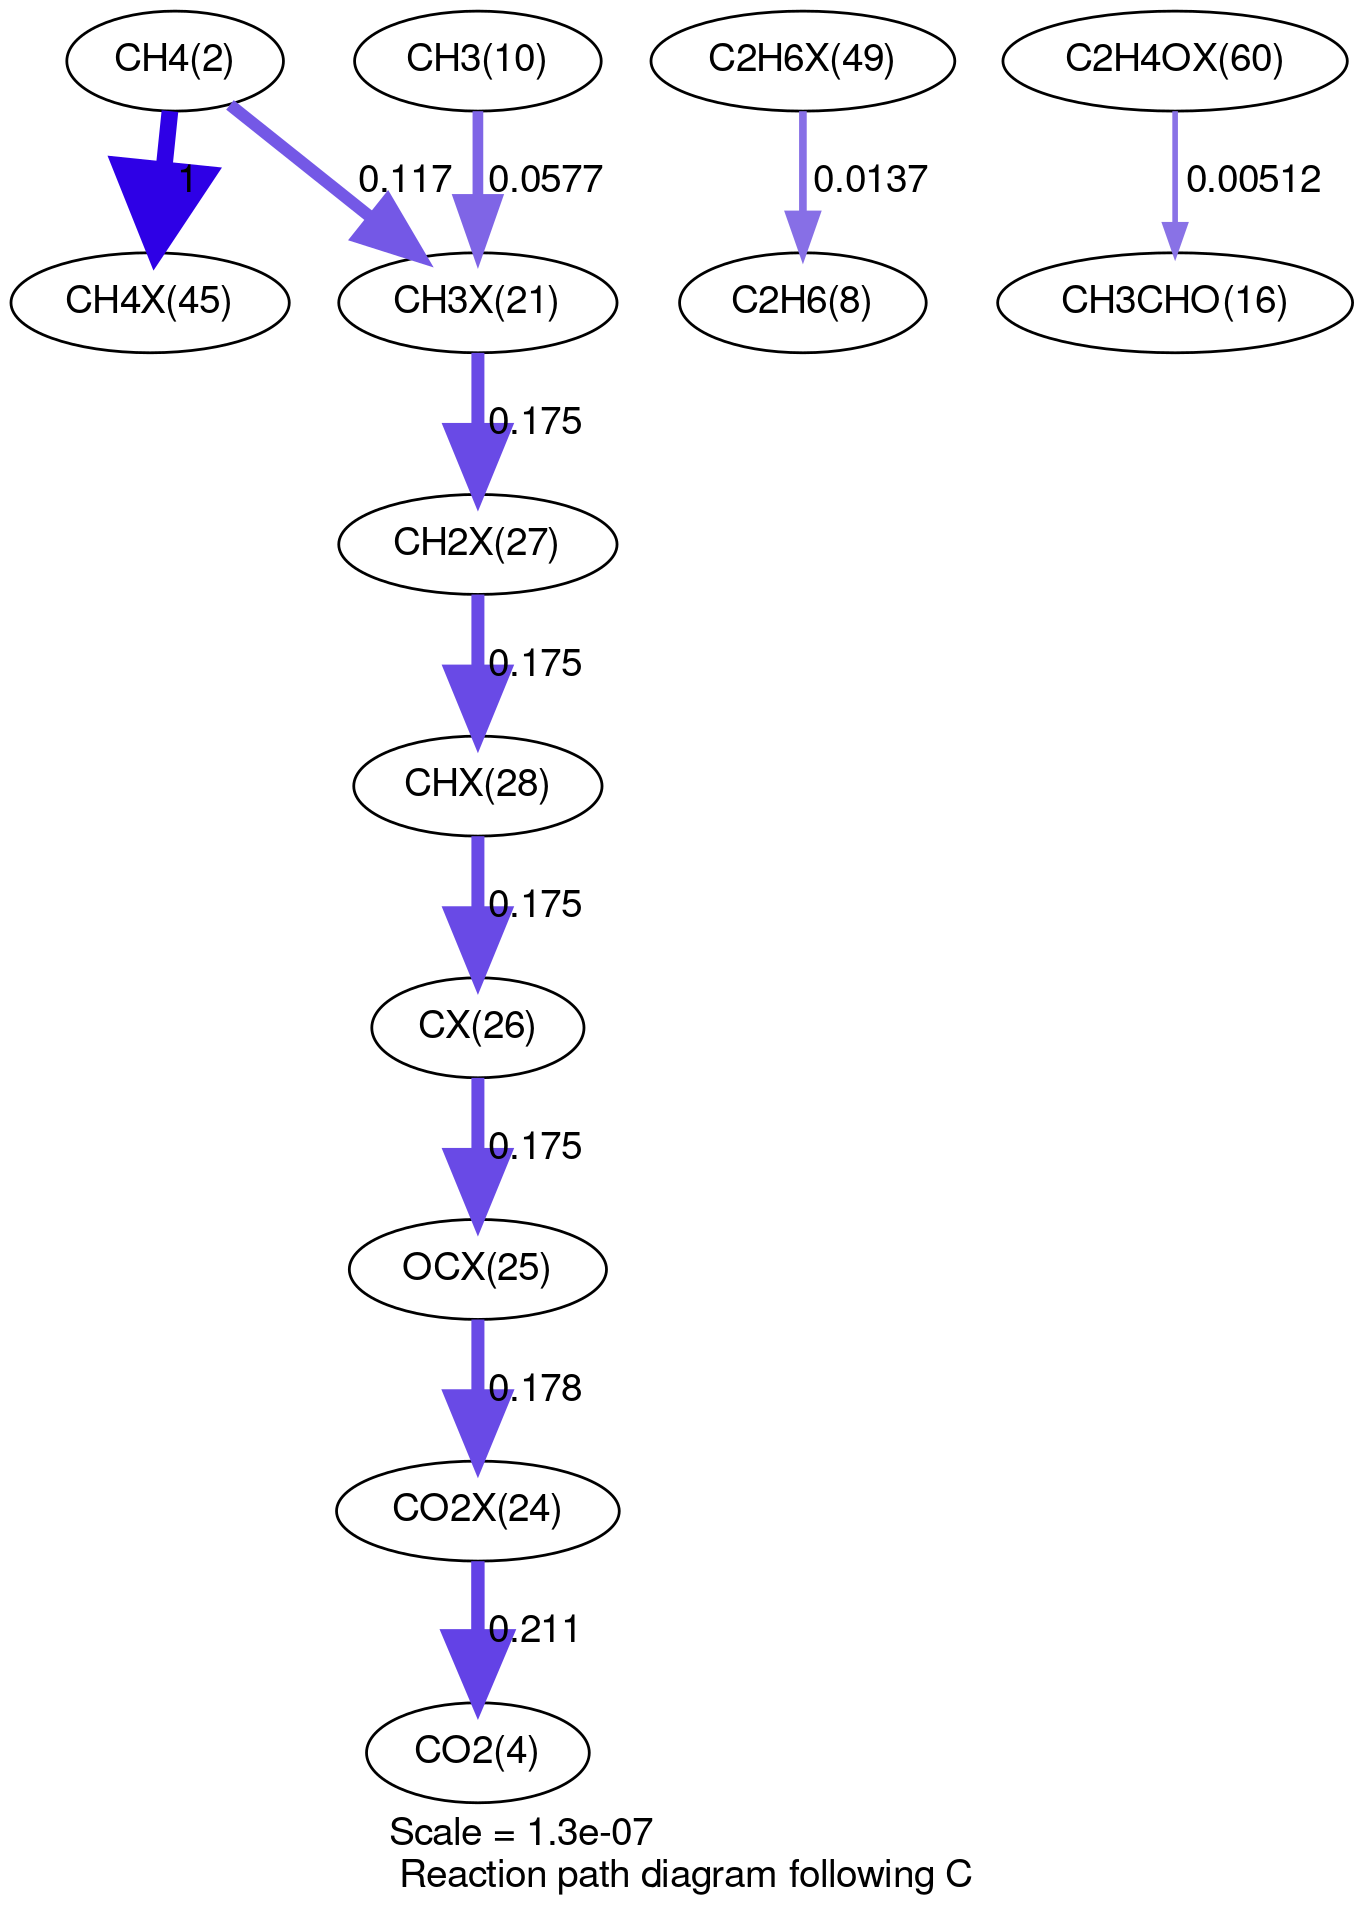 CH4(2)
CH3(10)
C2H6X(49)
C2H4OX(60)
1
0.117
0.0577
0.0137
0.00512
CH4X(45)
CH3X(21)
C2H6(8)
CH3CHO(16)
0.175
CH2X(27)
0.175
CHX(28)
0.175
CX(26)
0.175
OCX(25)
0.178
CO2X(24)
0.211
CO2(4)
Scale = 1.3e-07
Reaction path diagram following C